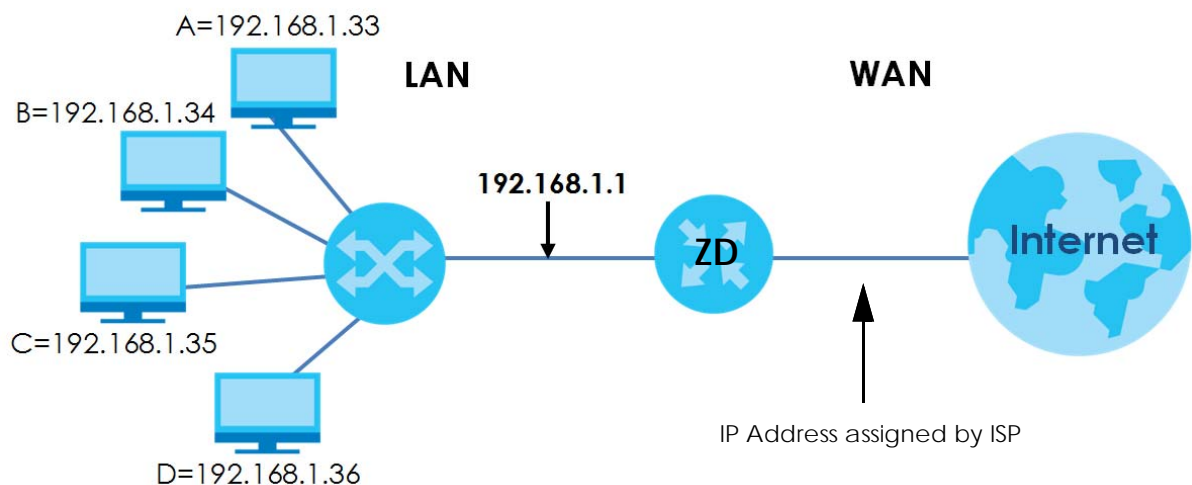 A=192.168.1.33
LAN
WAN
B=192.168.1.34
192.168.1.1
ZD
Internet
C=192.168.1.35
IP Address assigned by ISP
D=192.168.1.36